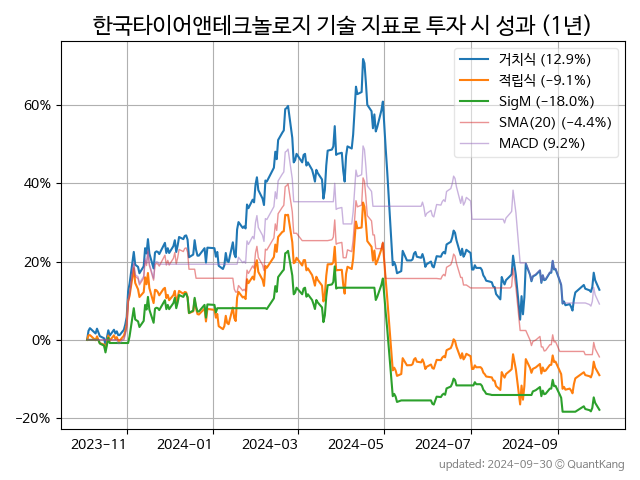 한국타이어앤테크놀로지 기술 지표로 투자 시 성과 (1년)
거치식 (12.9%)
적립식 (−9.1%)
SigM (−18.0%)
SMA(20) (−4.4%)
MACD (9.2%)
60%
40%
20%
0%
−20%
2023-11
2024-01
2024-03
2024-05
2024-07
2024-09
updated: 2024-09-30 © QuantKang